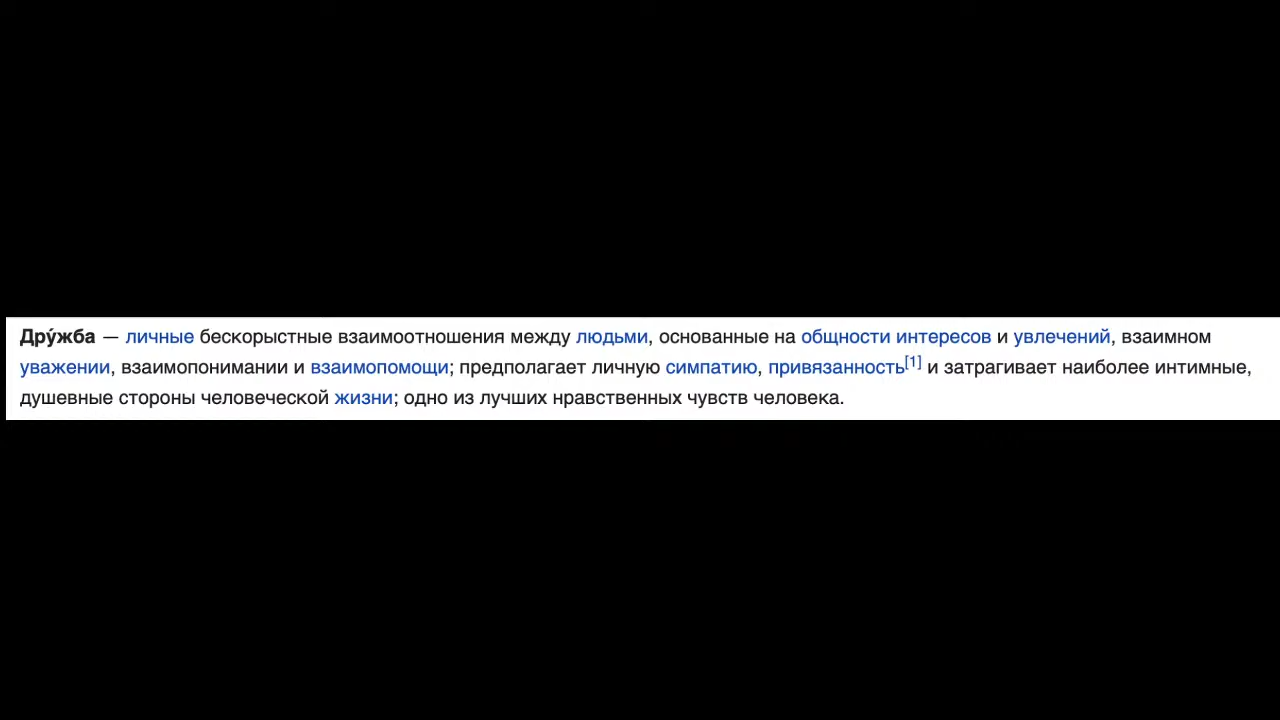 Дру́жба — личные бескорыстные взаимоотношения между людьми, основанные на общности интересов и увлечений, взаимном
уважении, взаимопонимании и взаимопомощи; предполагает личную симпатию, привязанность[1] и затрагивает наиболее интимные,
душевные стороны человеческой жизни; одно из лучших нравственных чувств человека.